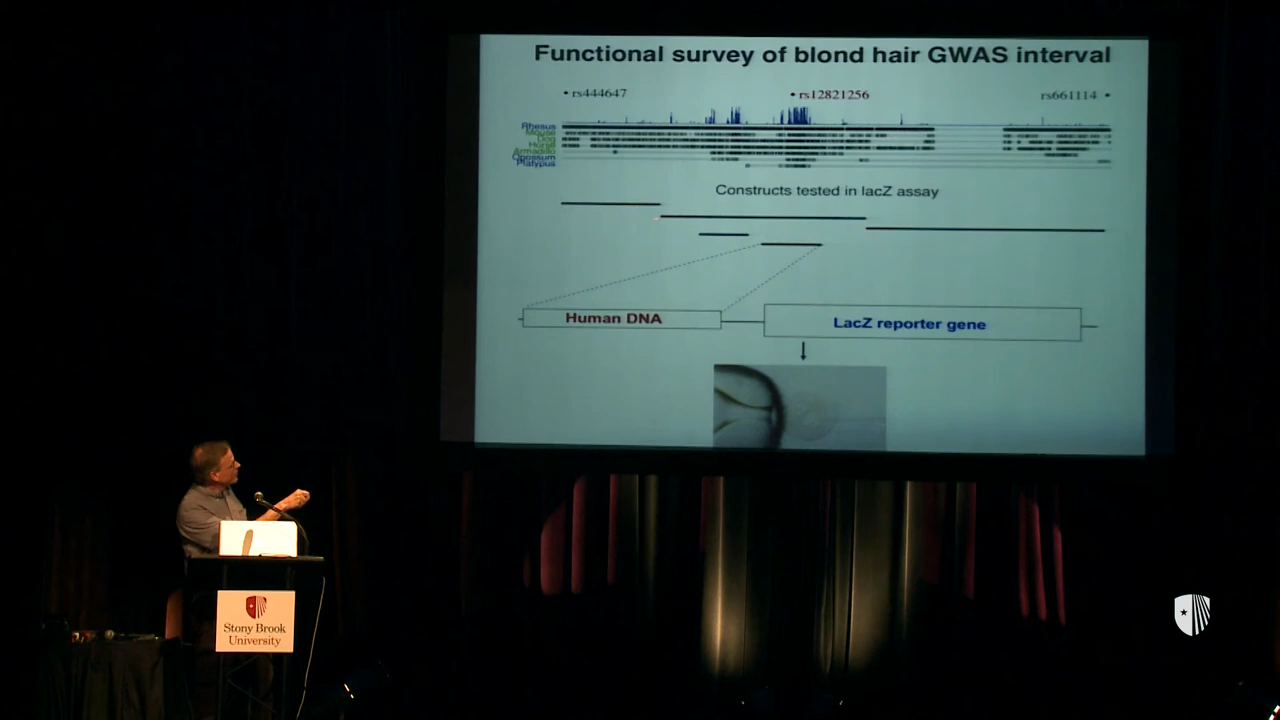 Functional survey of blond hair GWAS interval
• rs444647 • rs12821256 rs661114 •
Rhesus
Mouse
Dog
Horse
Armadillo
Opossum
Platypus
Constructs tested in lacZ assay
Human DNA
LacZ reporter gene
Stony Brook
University